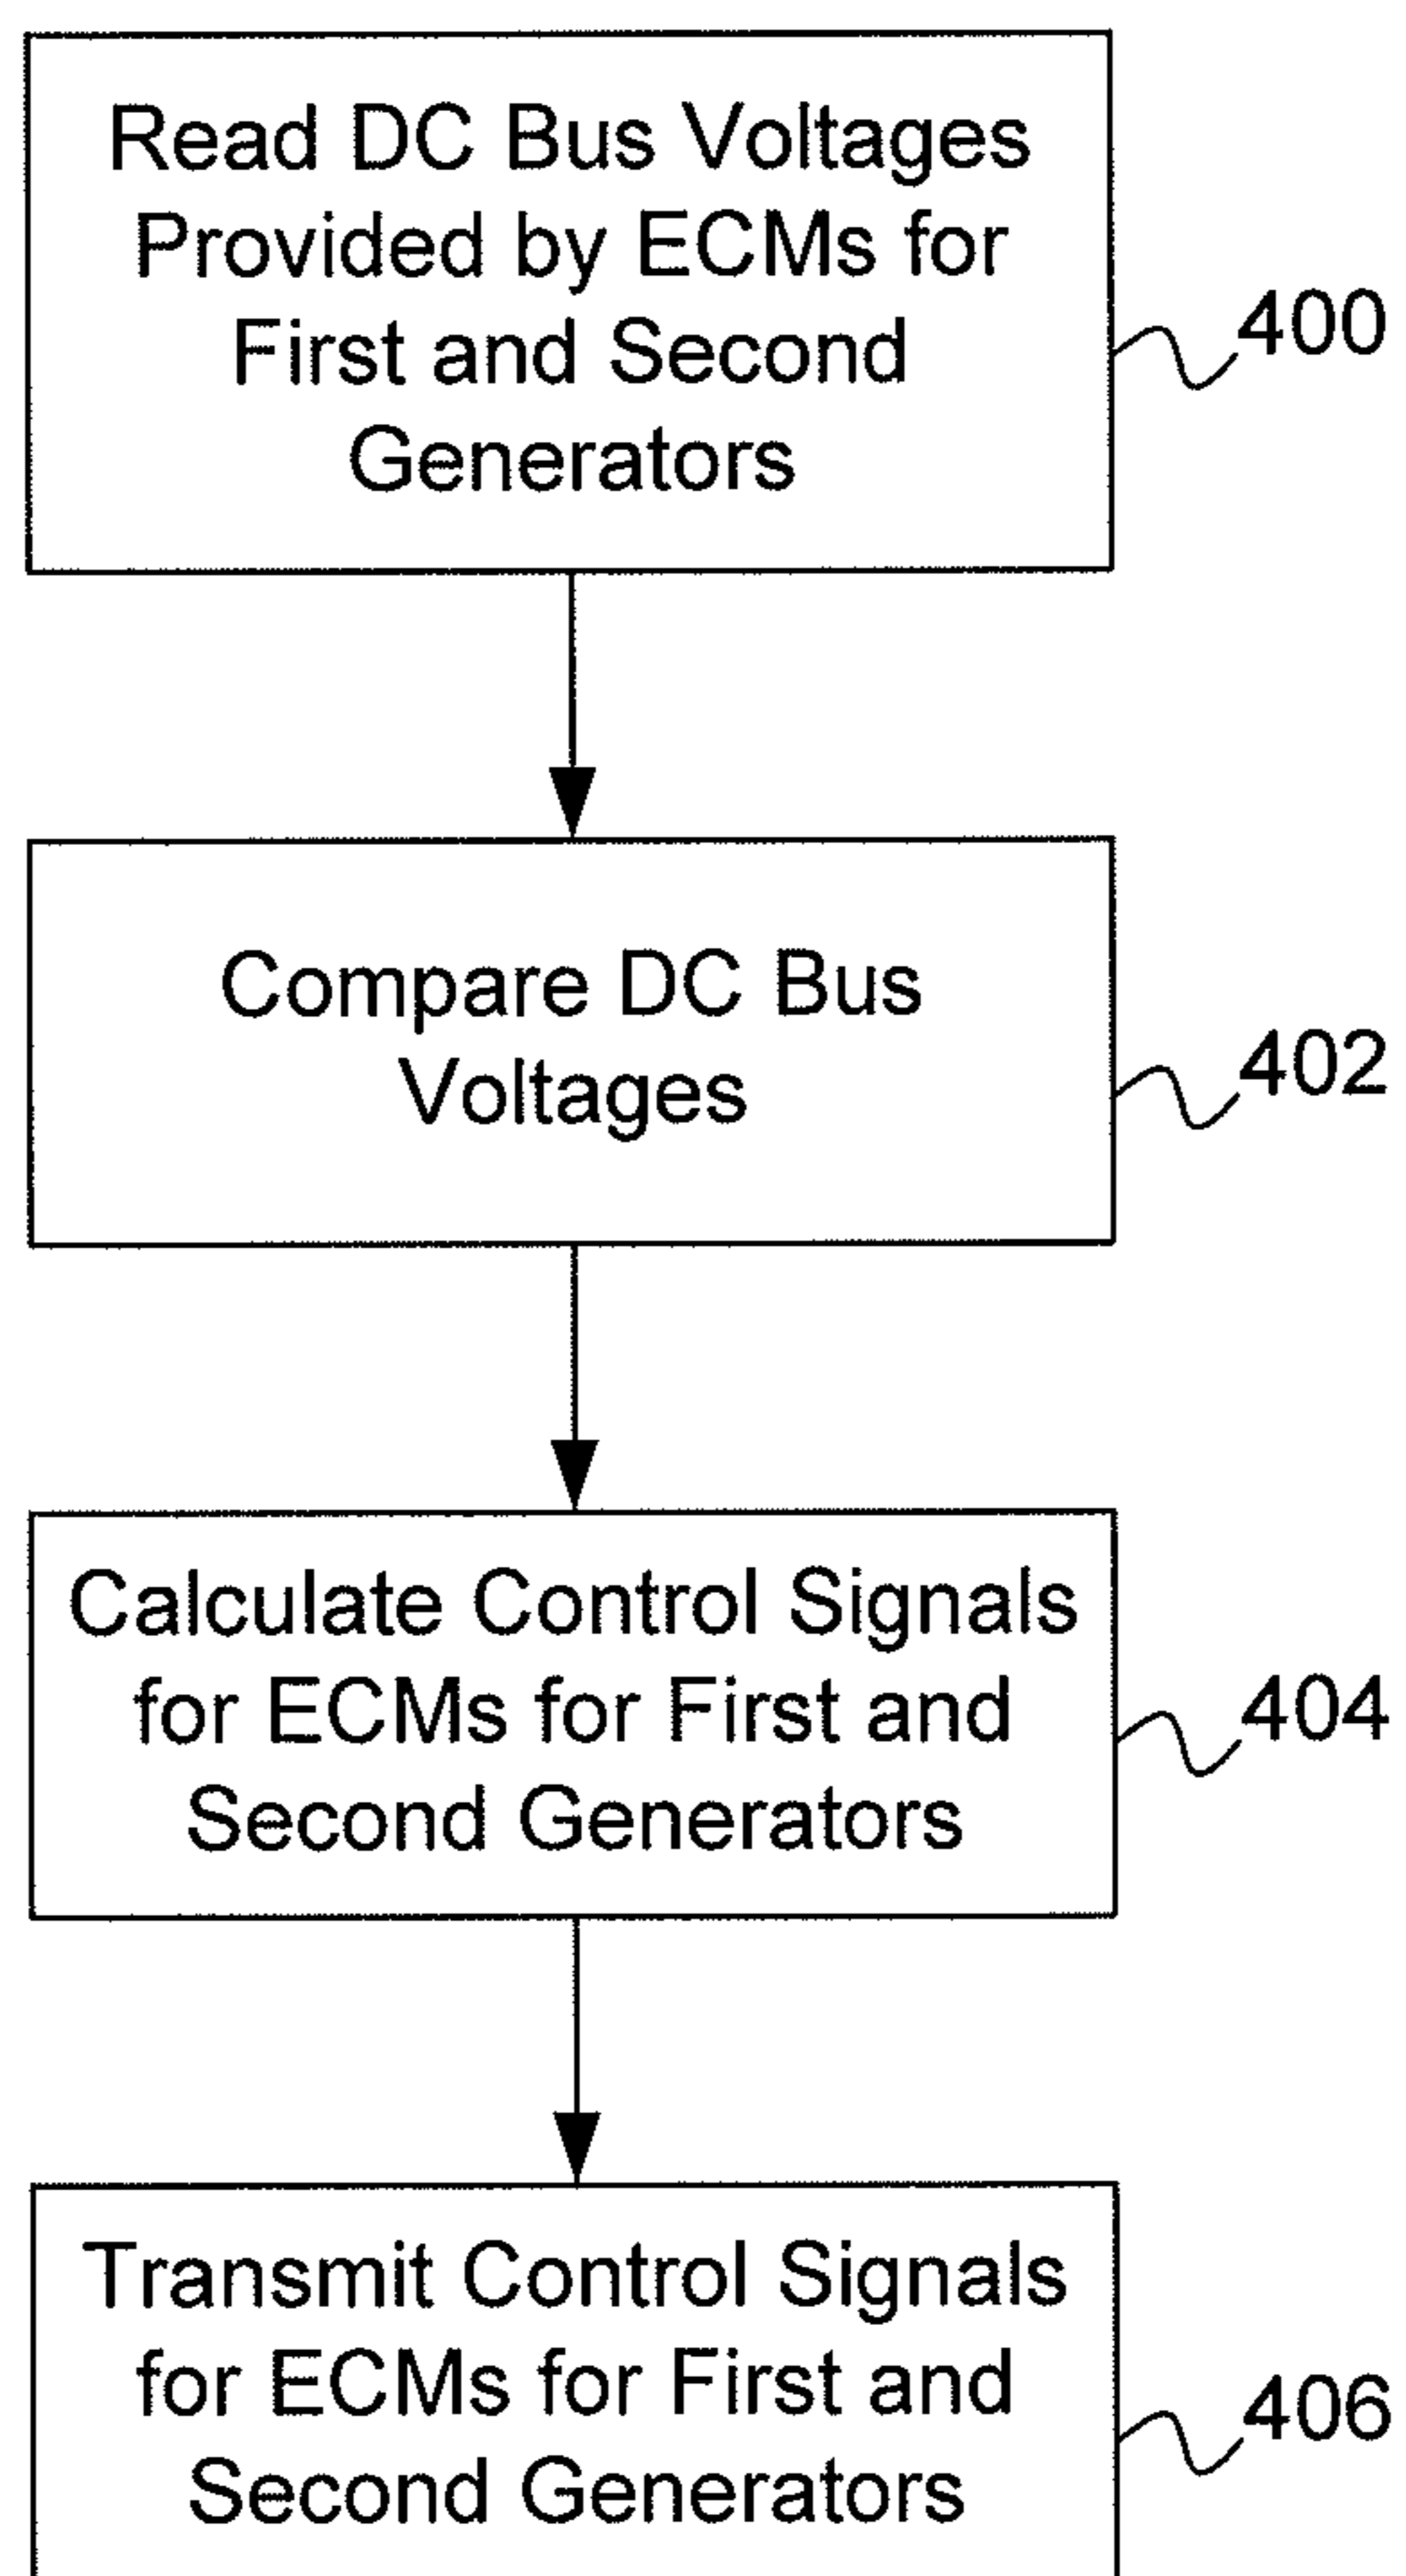 Read DC Bus Voltages
Provided by ECMs for
First and Second
Generators
400
Compare DC Bus
Voltages
402
Calculate Control Signals
for ECMs for First and
Second Generators
404
Transmit Control Signals
for ECMs for First and
Second Generators
406